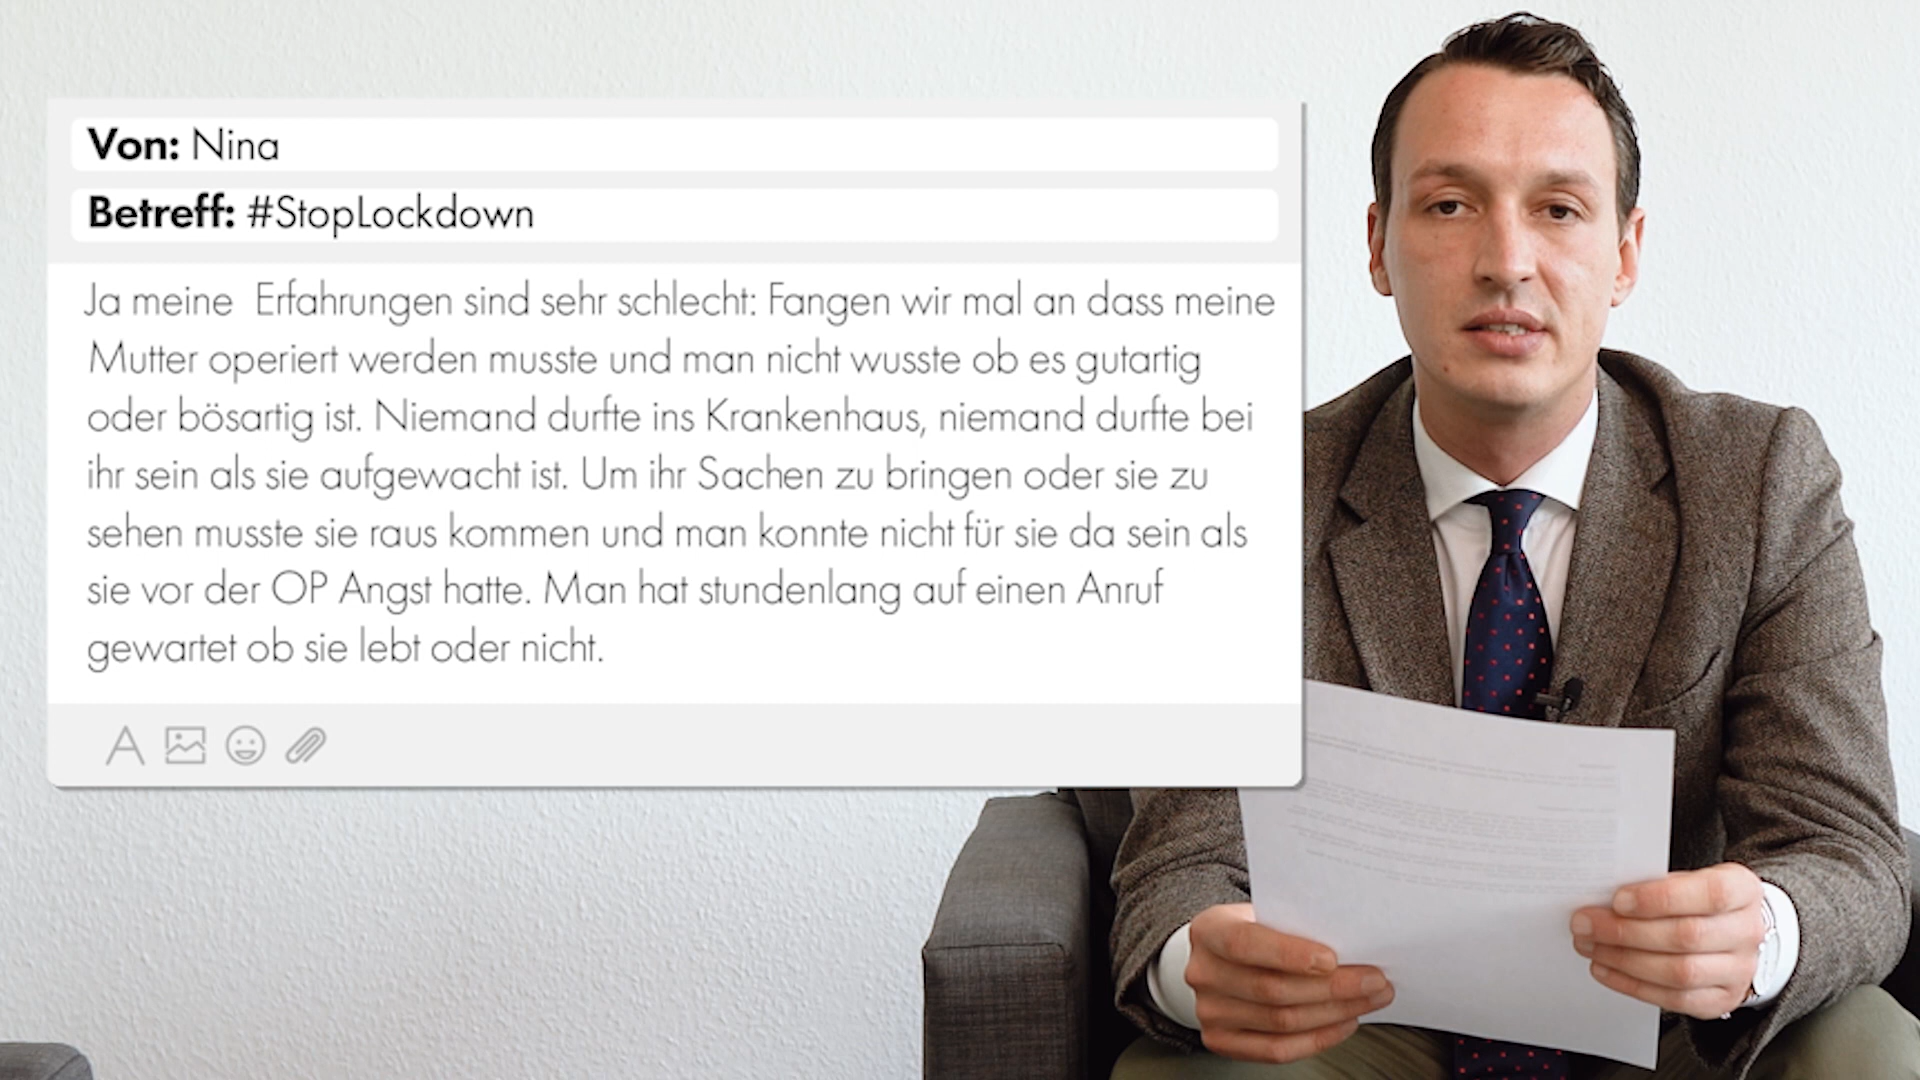 Von: Nina
Betreff: #StopLockdown
Ja meine  Erfahrungen sind sehr schlecht: Fangen wir mal an dass meine
Mutter operiert werden musste und man nicht wusste ob es gutartig
oder bösartig ist. Niemand durfte ins Krankenhaus, niemand durfte bei
ihr sein als sie aufgewacht ist. Um ihr Sachen zu bringen oder sie zu
sehen musste sie raus kommen und man konnte nicht für sie da sein als
sie vor der OP Angst hatte. Man hat stundenlang auf einen Anruf
gewartet ob sie lebt oder nicht.